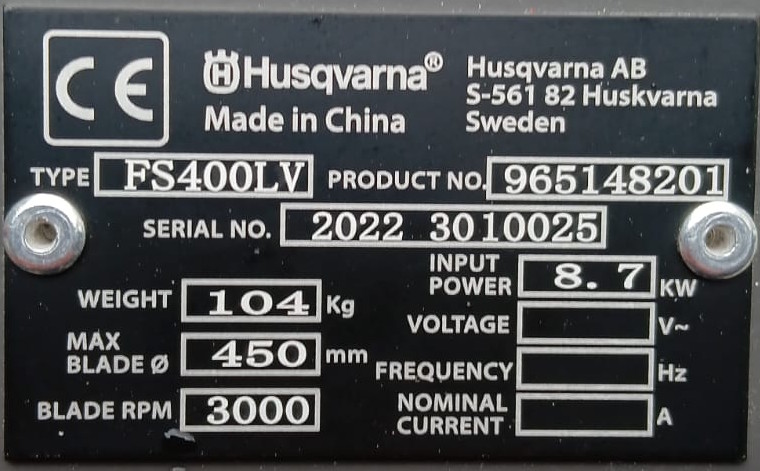 CE
Husqvarna®
Made in China
Husqvarna AB
S-561 82 Huskvarna
Sweden
TYPE FS400LV PRODUCT NO. 965148201
SERIAL NO. 2022 3010025
WEIGHT 104 Kg
MAX
BLADE Ø 450 mm
BLADE RPM 3000
INPUT
POWER 8.7 KW
VOLTAGE V~
FREQUENCY Hz
NOMINAL
CURRENT A